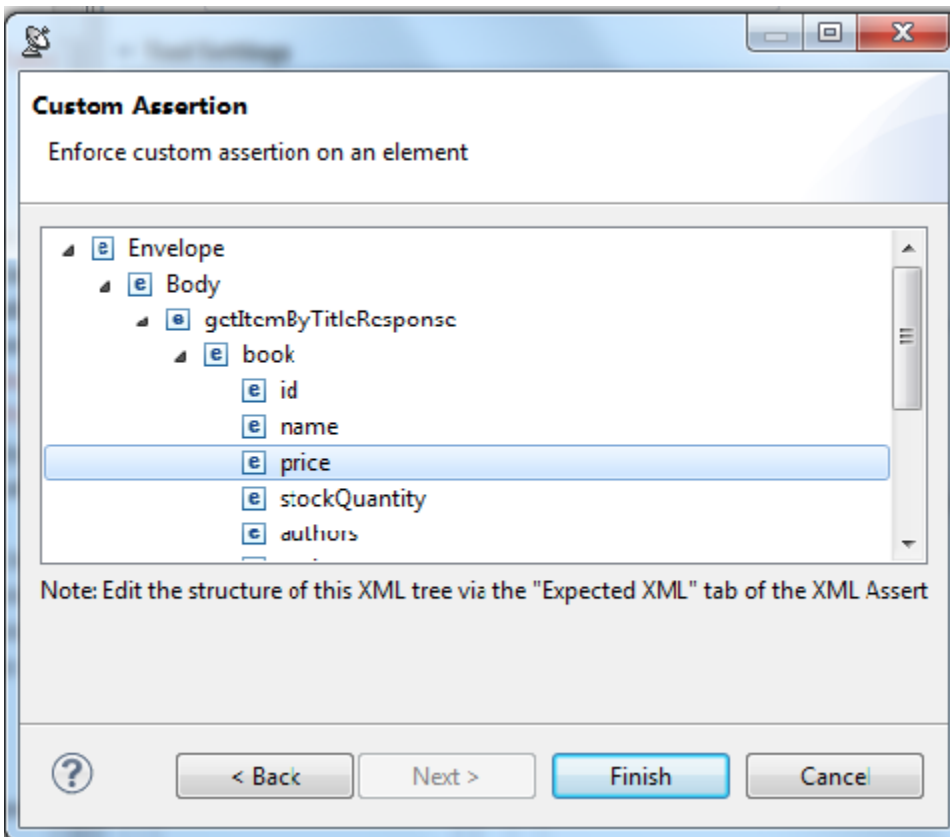 Custom Assertion
Enforce custom assertion on an element
Envelope
Body
getItemByTitleResponse
book
id
name
price
stockQuantity
authors
Note: Edit the structure of this XML tree via the "Expected XML" tab of the XML Assert
< Back Next > Finish Cancel